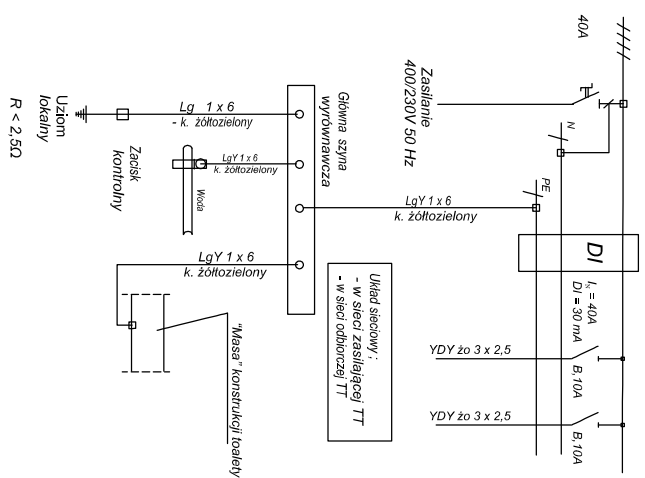 40A
Zasilanie
400/230V 50 Hz
N
PE
DI
I_N = 40A
DI = 30 mA
B,10A
B,10A
YDY żo 3 x 2,5
YDY żo 3 x 2,5
LgY 1 x 6
k. żółtozielony
Główna szyna
wyrównawcza
Lg 1 x 6
- k. żółtozielony
LgY 1 x 6
k. żółtozielony
Woda
LgY 1 x 6
k. żółtozielony
Zacisk
kontrolny
Uziom
lokalny
R < 2,5Ω
Układ sieciowy ;
- w sieci zasilającej TT
- w sieci odbiorczej TT
"Masa" konstrukcji toalety